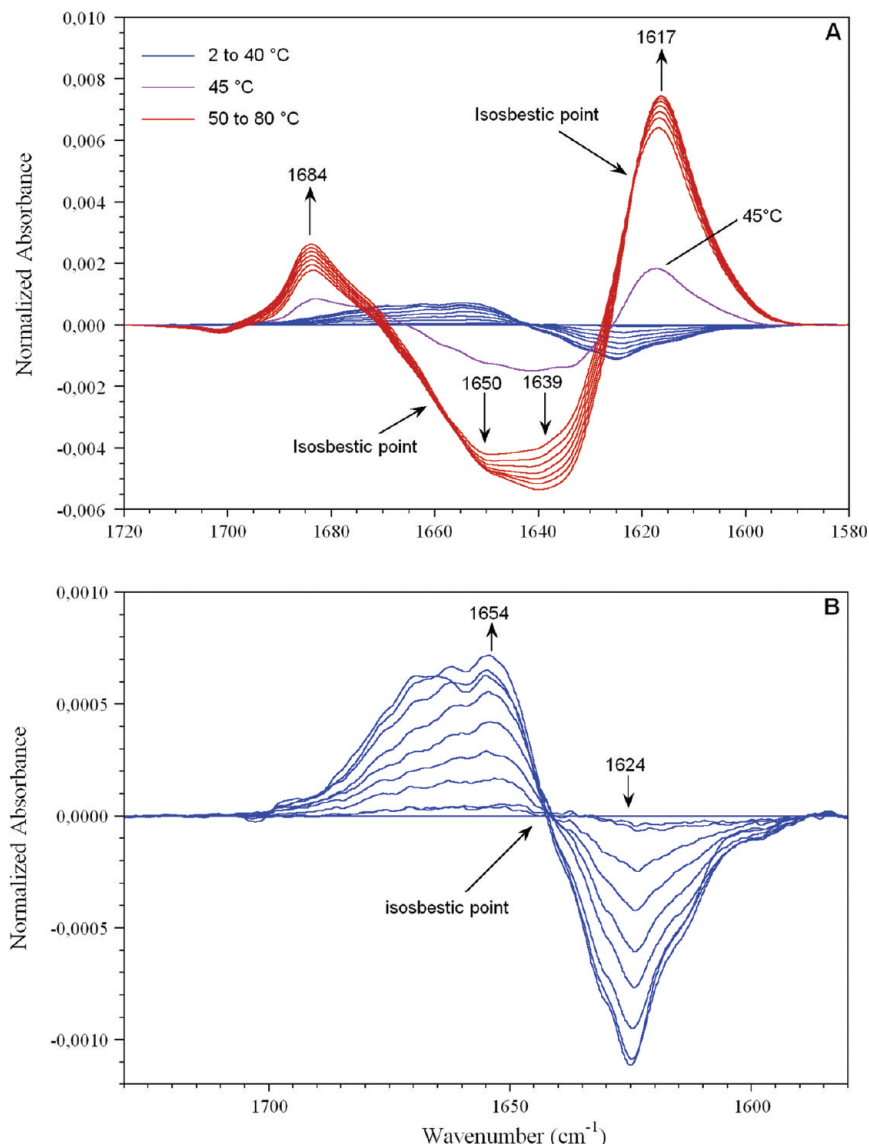 A
2 to 40 °C
45 °C
50 to 80 °C
1617
Isosbestic point
1684
45°C
1650
1639
Isosbestic point
Normalized Absorbance
0,010
0,008
0,006
0,004
0,002
0,000
-0,002
-0,004
-0,006
1720 1700 1680 1660 1640 1620 1600 1580
B
1654
1624
isosbestic point
Normalized Absorbance
0,0010
0,0005
0,0000
-0,0005
-0,0010
1700 1650 1600
Wavenumber (cm⁻¹)